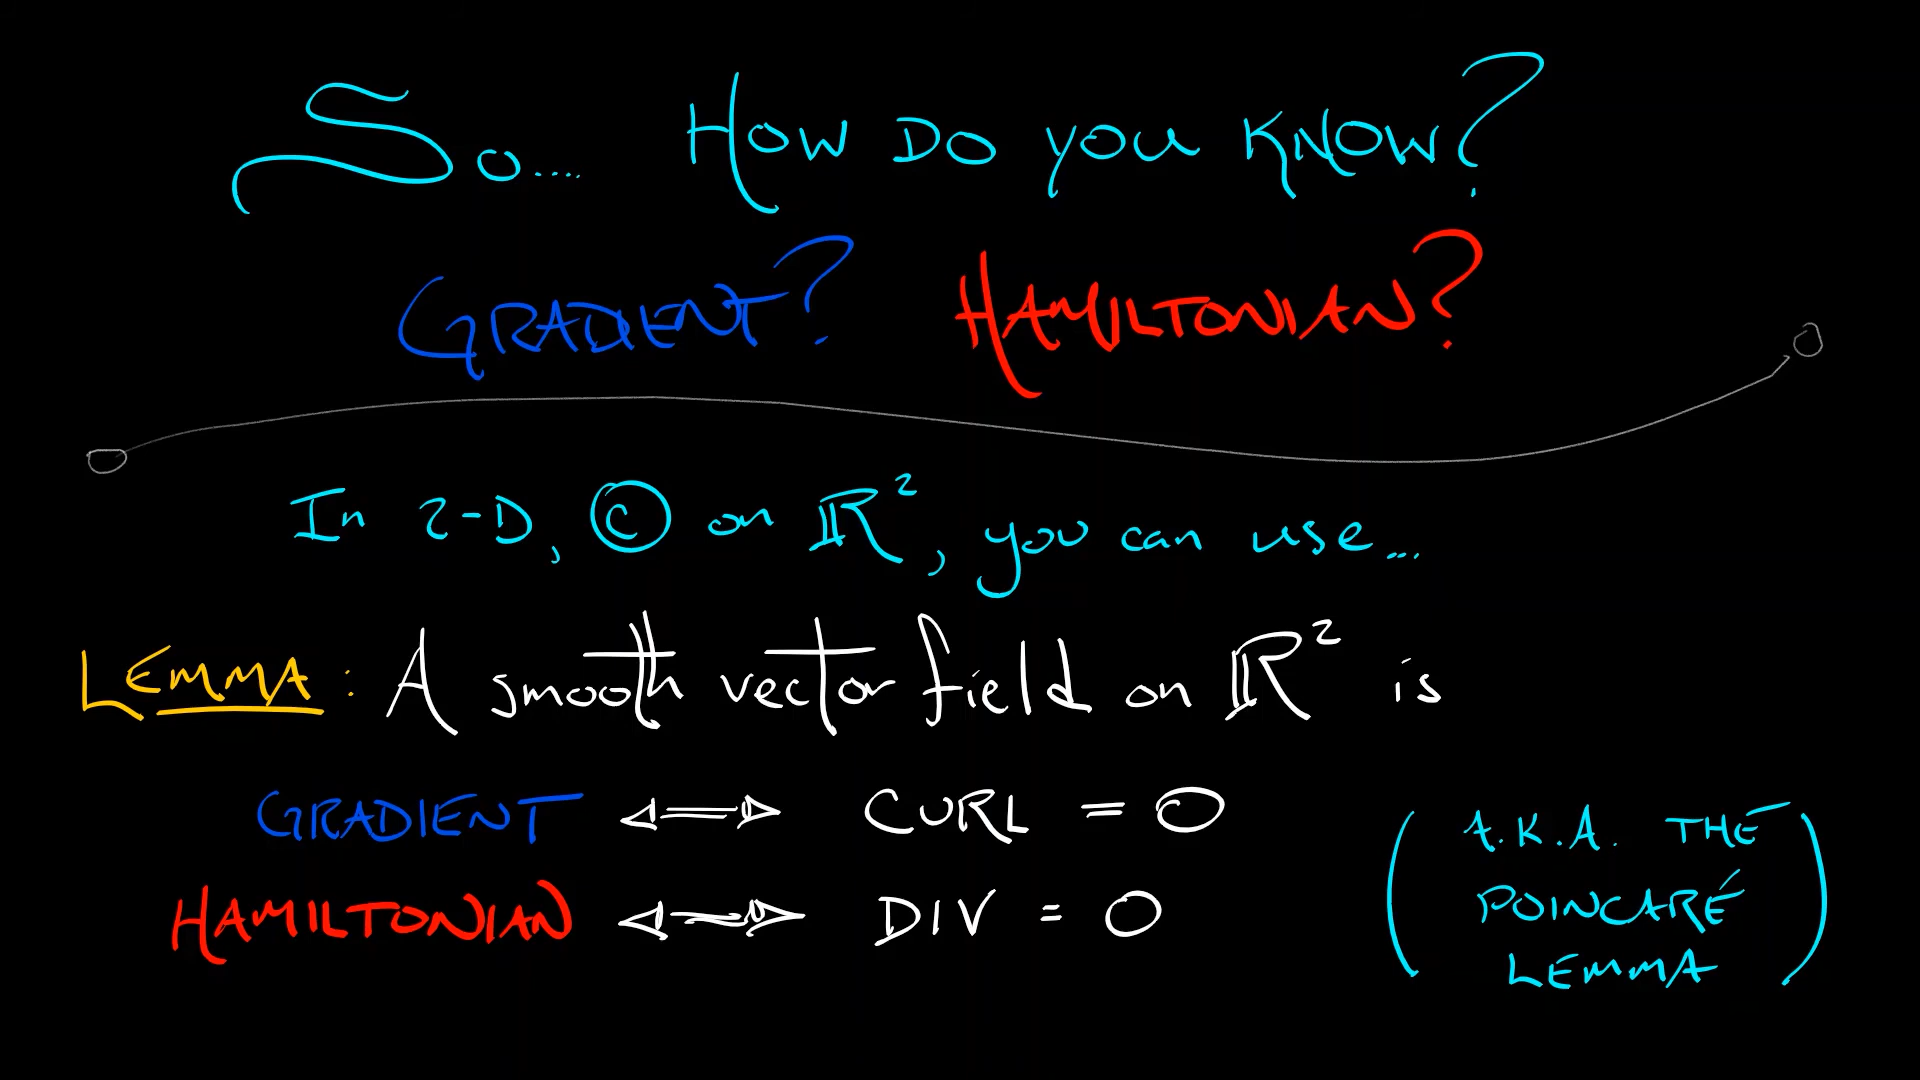 So.... How Do you KNOW?
GRADIENT? HAMILTONIAN?
In 2-D, © on ℝ², you can use...
LEMMA: A smooth vector field on ℝ² is
GRADIENT ⟺ CURL = 0
HAMILTONIAN ⟺ DIV = 0
(A.K.A. THE
POINCARÉ
LEMMA)